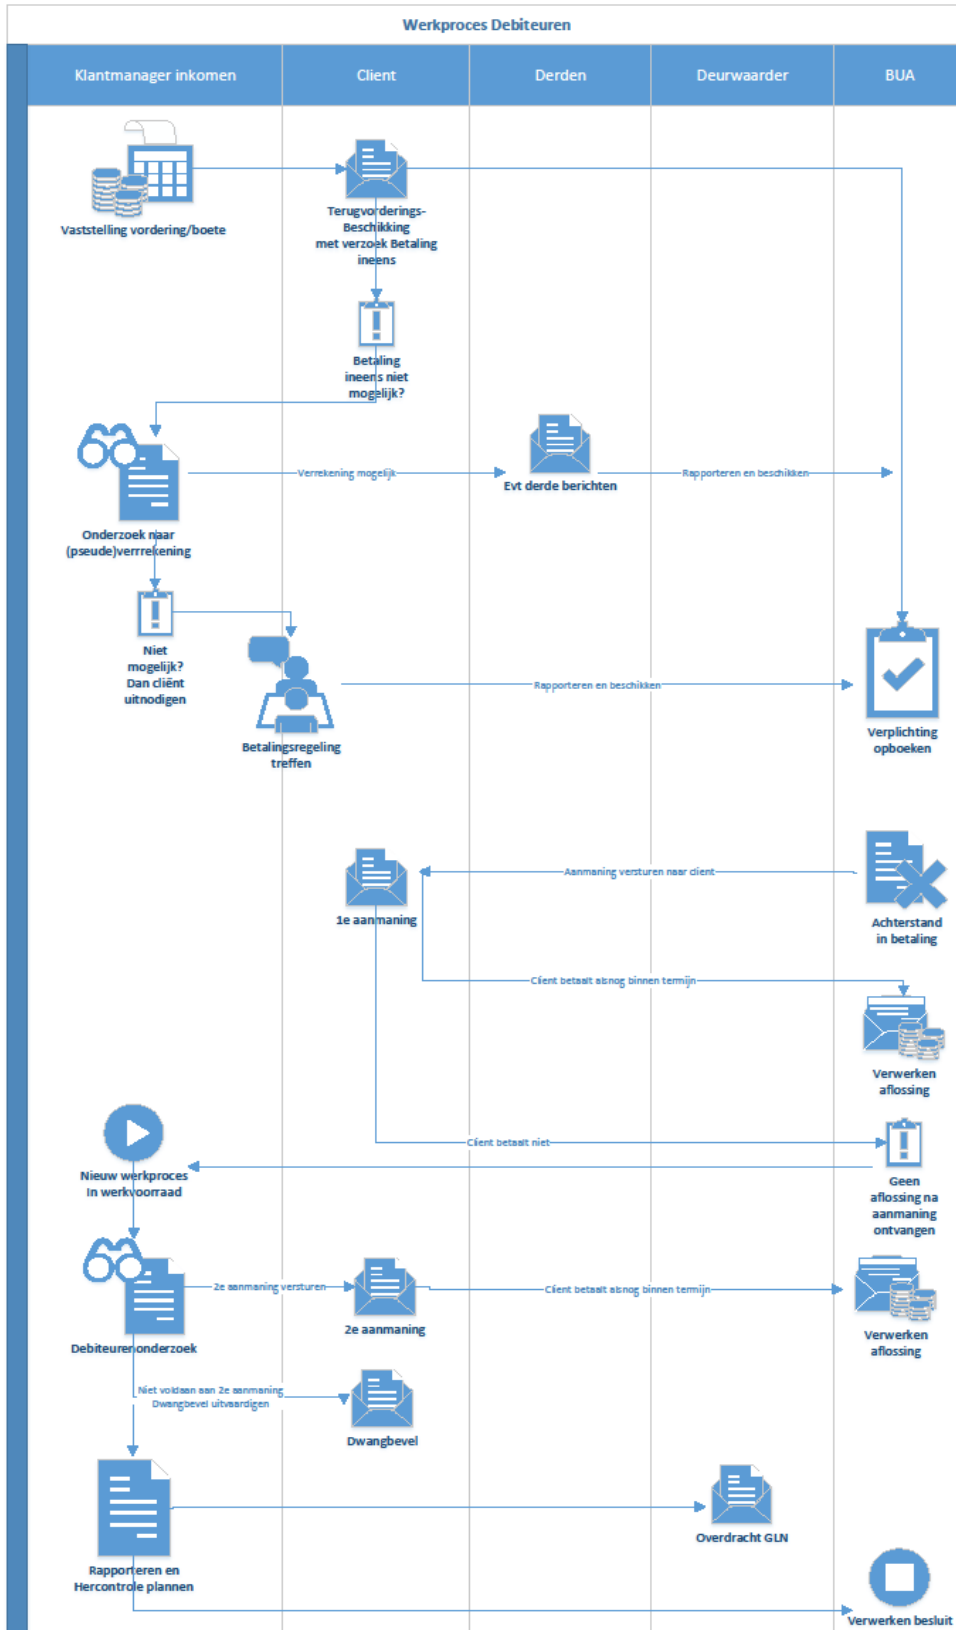 Werkproces Debiteuren
Klantmanager inkomen
Client
Derden
Deurwaarder
BUA
Vaststelling vordering/boete
Terugvorderings-
Beschikking
met verzoek Betaling
ineens
Betaling
ineens niet
mogelijk?
Verrekening mogelijk
Evt derde berichten
Rapporteren en beschikken
Onderzoek naar
(pseude)verrrekening
Niet
mogelijk?
Dan cliënt
uitnodigen
Betalingsregeling
treffen
Rapporteren en beschikken
Verplichting
opboeken
Aanmaning versturen naar client
1e aanmaning
Achterstand
in betaling
Client betaalt alsnog binnen termijn
Verwerken
aflossing
Client betaalt niet
Nieuw werkproces
In werkvoorraad
Geen
aflossing na
aanmaning
ontvangen
2e aanmaning versturen
Client betaalt alsnog binnen termijn
2e aanmaning
Verwerken
aflossing
Debiteurenonderzoek
Niet voldaan aan 2e aanmaning
Dwangbevel uitvaardigen
Dwangbevel
Overdracht GLN
Rapporteren en
Hercontrole plannen
Verwerken besluit